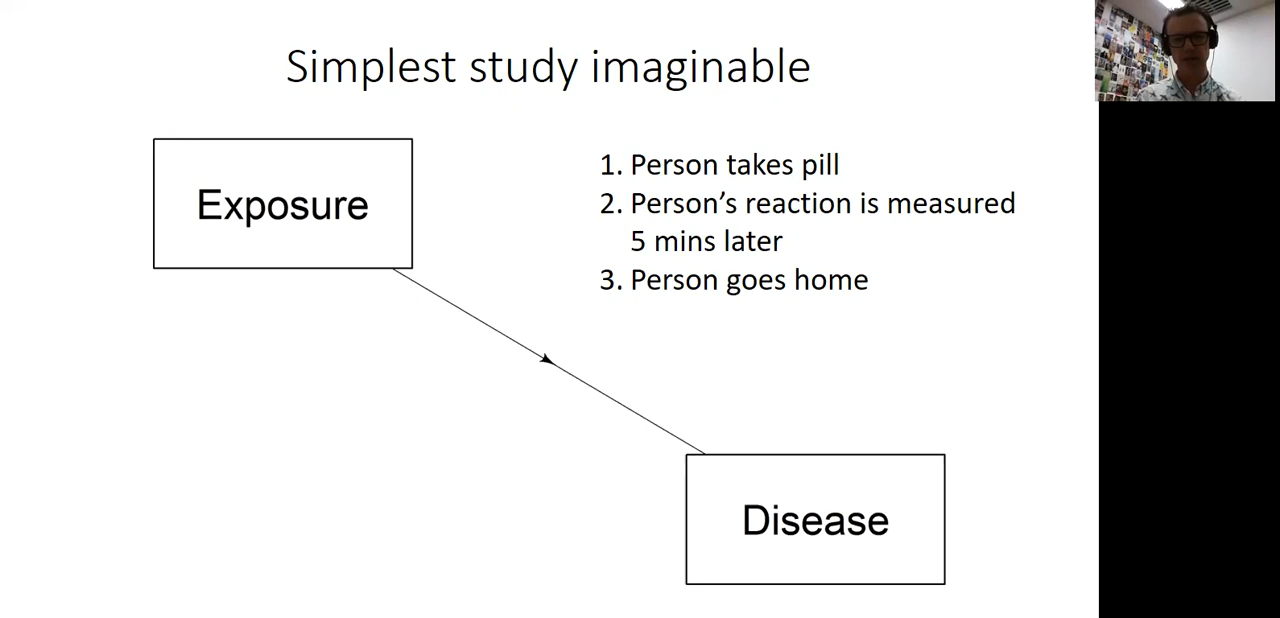 Simplest study imaginable
Exposure
1. Person takes pill
2. Person’s reaction is measured
5 mins later
3. Person goes home
Disease